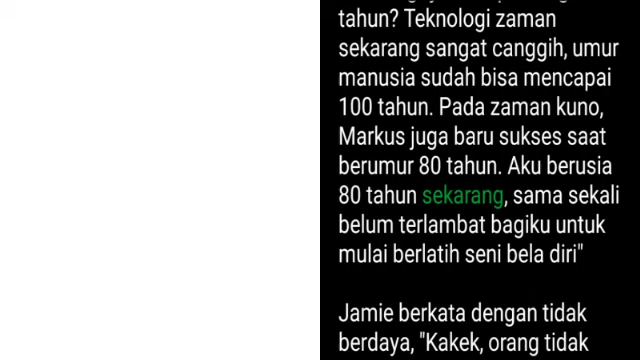 tahun? Teknologi zaman
sekarang sangat canggih, umur
manusia sudah bisa mencapai
100 tahun. Pada zaman kuno,
Markus juga baru sukses saat
berumur 80 tahun. Aku berusia
80 tahun sekarang, sama sekali
belum terlambat bagiku untuk
mulai berlatih seni bela diri"
Jamie berkata dengan tidak
berdaya, "Kakek, orang tidak